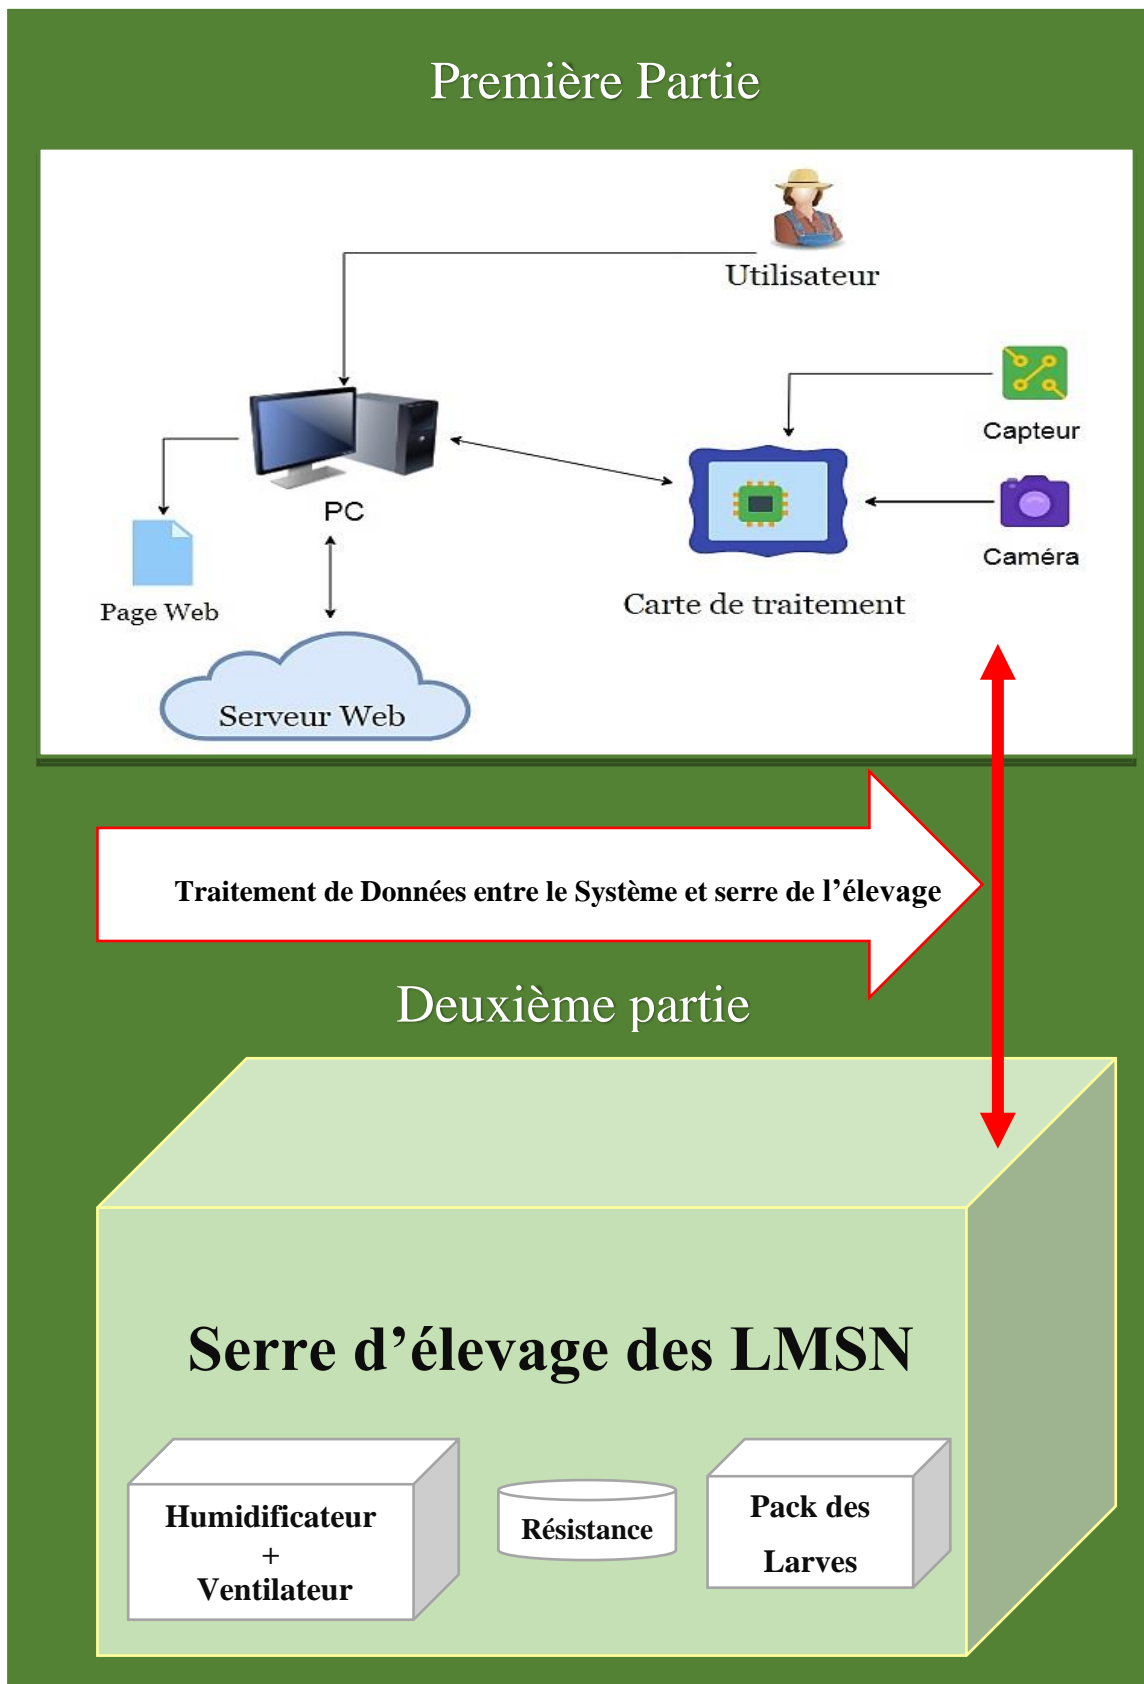 Première Partie
Utilisateur
Capteur
PC
Caméra
Page Web
Carte de traitement
Serveur Web
Traitement de Données entre le Système et serre de l’élevage
Deuxième partie
Serre d’élevage des LMSN
Humidificateur
+
Ventilateur
Résistance
Pack des
Larves